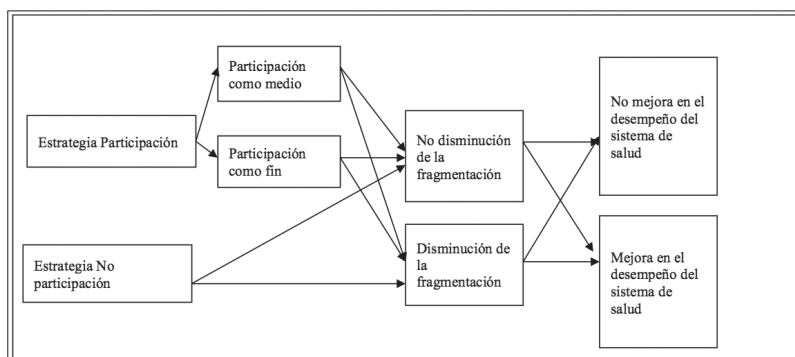 Participación
como medio
Estrategia Participación
Participación
como fin
Estrategia No
participación
No disminución
de la
fragmentación
Disminución de
la
fragmentación
No mejora en el
desempeño del
sistema de
salud
Mejora en el
desempeño del
sistema de
salud